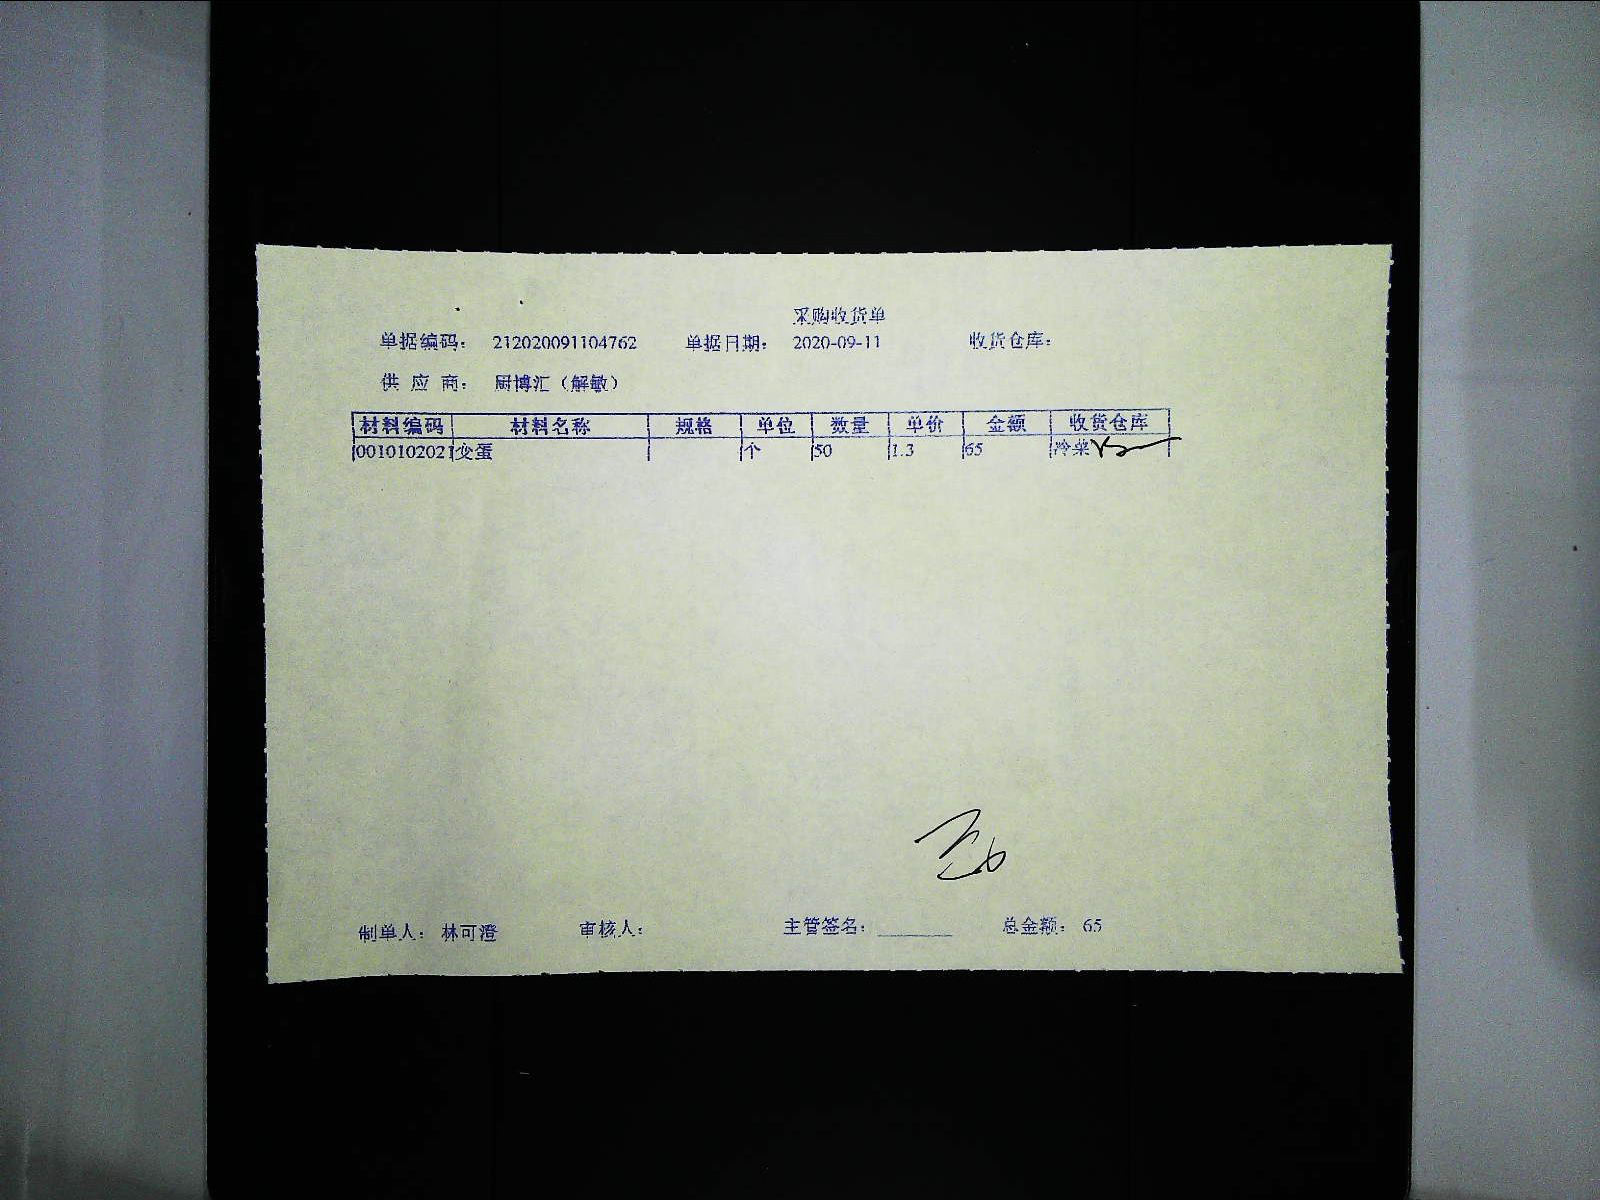 采购收货单
单据编码: 212020091104762 单据日期: 2020-09-11 收货仓库:
供应商: 厨博汇（解敏）
材料编码 材料名称 规格 单位 数量 单价 金额 收货仓库
0010102021 变蛋 个 50 1.3 65 冷菜
制单人: 林可澄 审核人: 主管签名: 总金额: 65